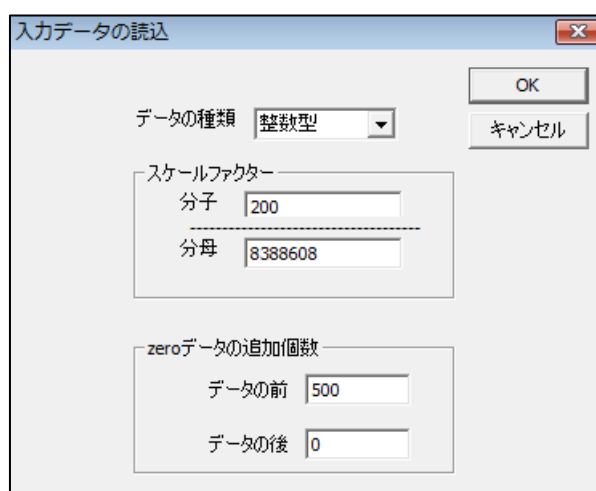 入力データの読込
OK
データの種類 整数型
キャンセル
スケールファクター
分子 200
分母 8388608
zeroデータの追加個数
データの前 500
データの後 0